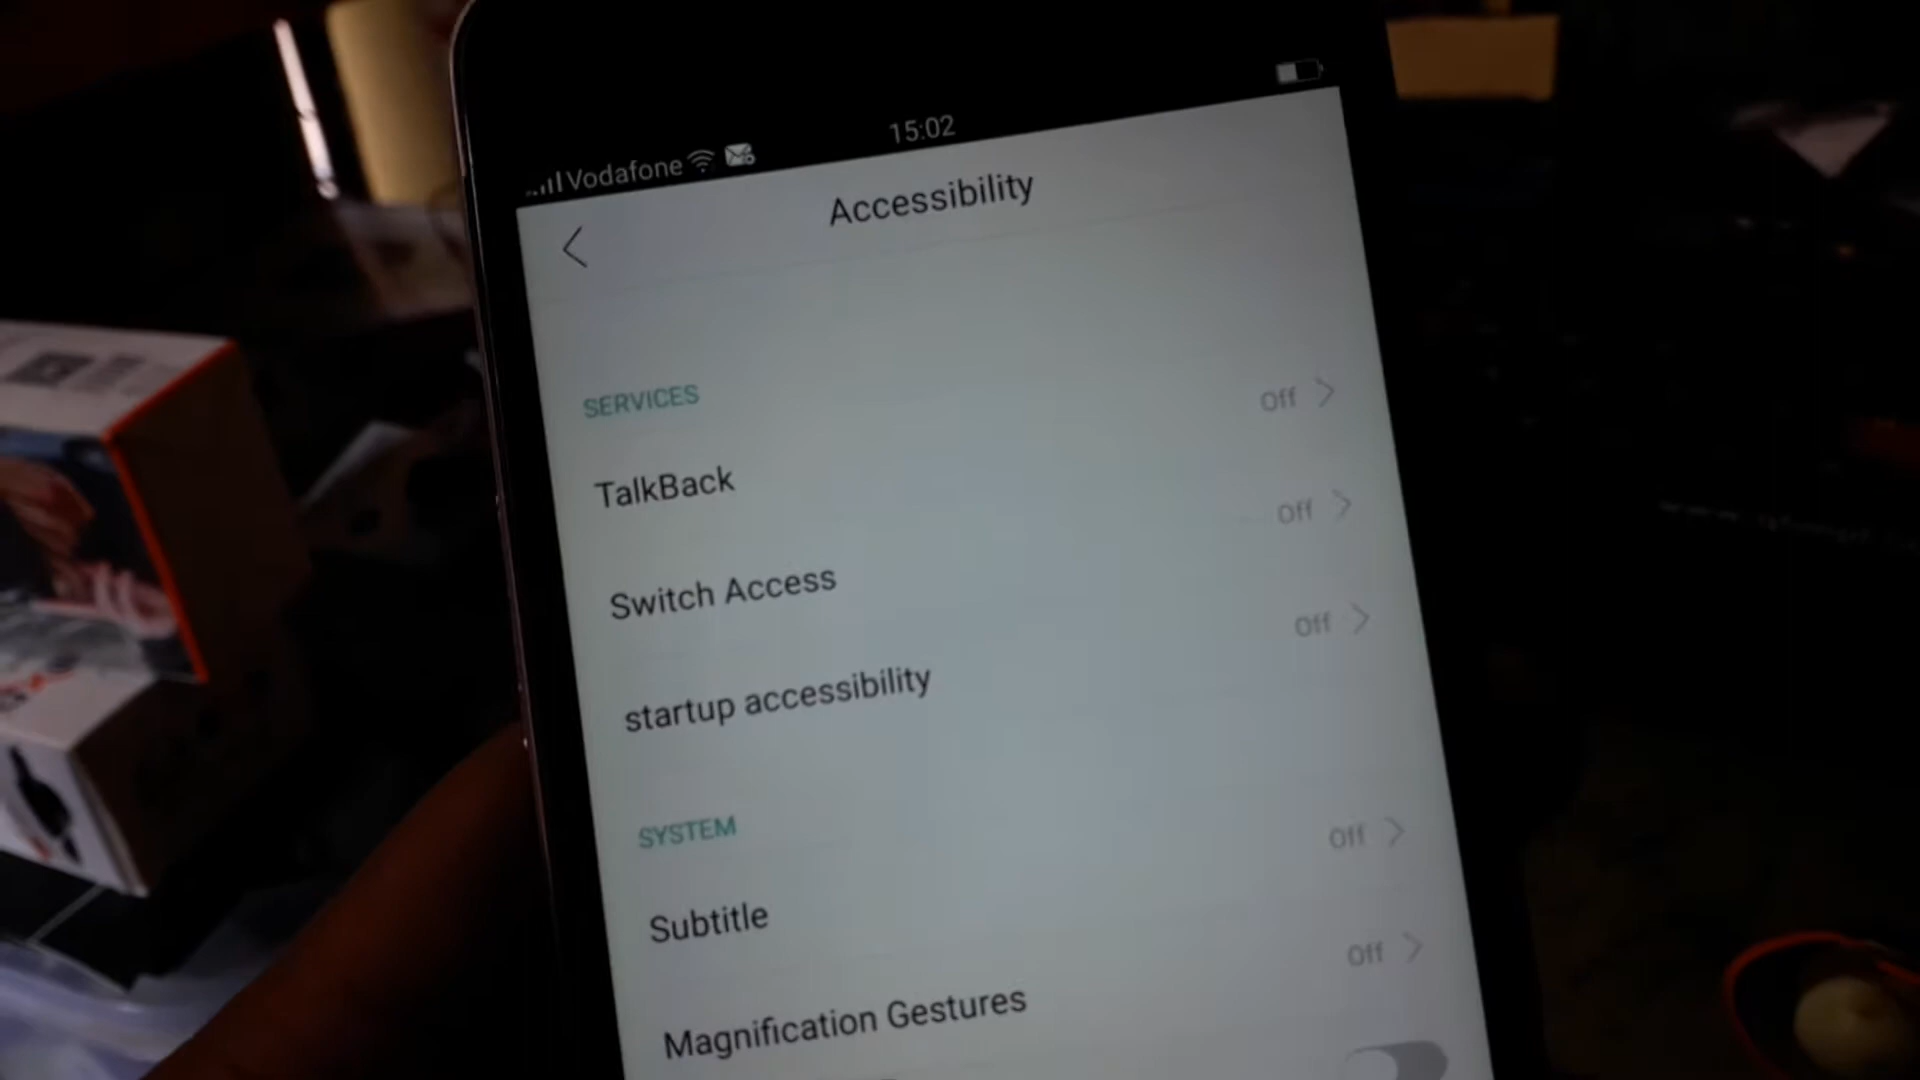 Vodafone
15:02
Accessibility
SERVICES
TalkBack
Off
Switch Access
Off
startup accessibility
Off
SYSTEM
Subtitle
Off
Magnification Gestures
Off